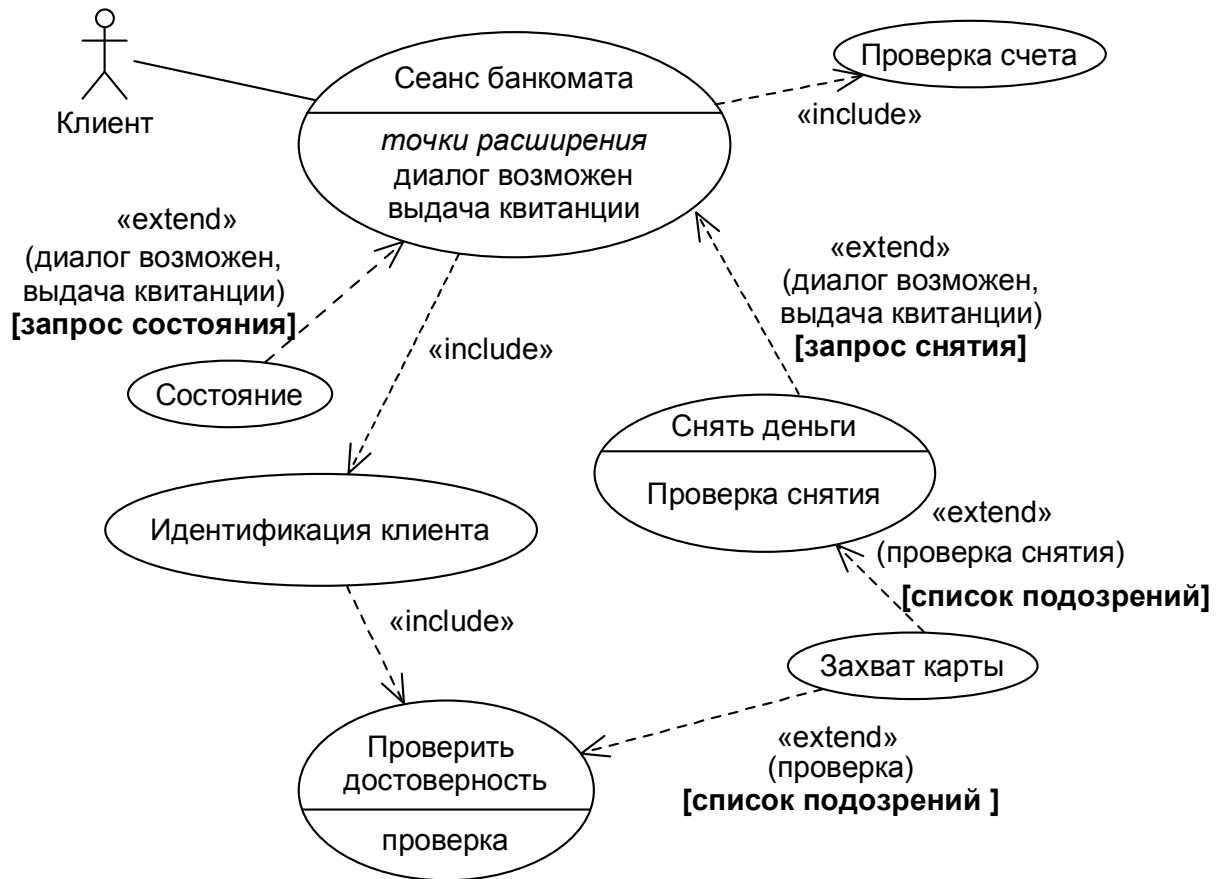 Клиент
Сеанс банкомата
точки расширения
диалог возможен
выдача квитанции
Проверка счета
«include»
«extend»
(диалог возможен,
выдача квитанции)
[запрос состояния]
Состояние
«include»
«extend»
(диалог возможен,
выдача квитанции)
[запрос снятия]
Снять деньги
Проверка снятия
Идентификация клиента
«extend»
(проверка снятия)
[список подозрений]
«include»
Захват карты
Проверить
достоверность
проверка
«extend»
(проверка)
[список подозрений ]